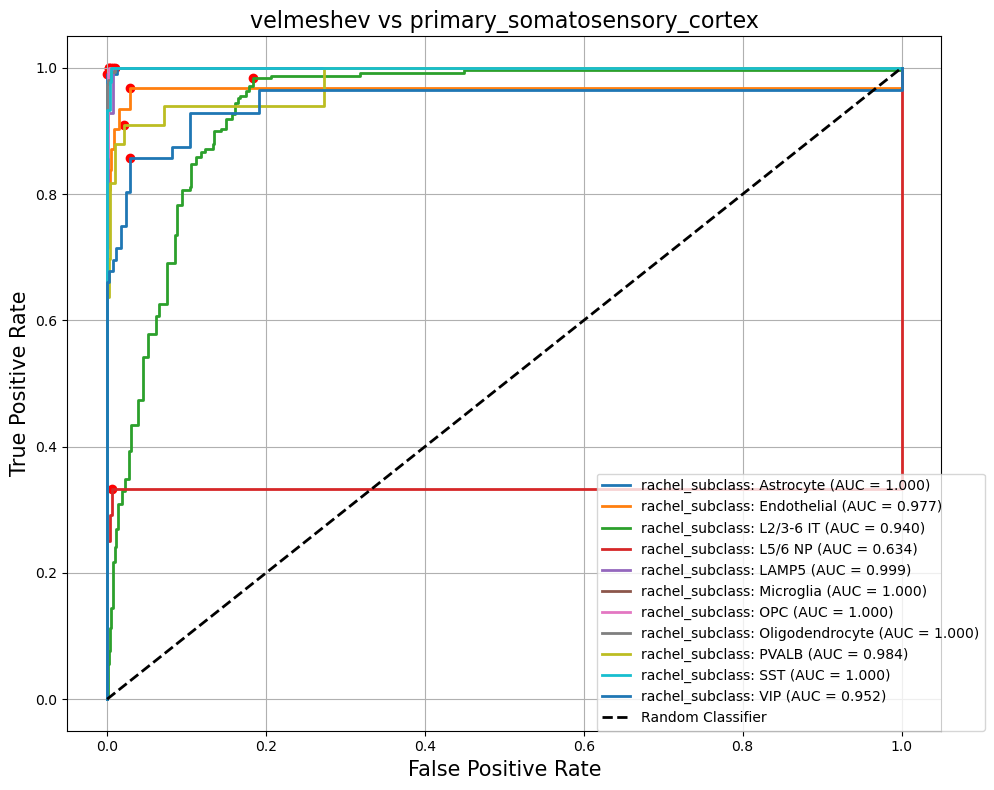 velmeshev vs primary_somatosensory_cortex
True Positive Rate
1.0
0.8
0.6
0.4
0.2
0.0
rachel_subclass: Astrocyte (AUC = 1.000)
rachel_subclass: Endothelial (AUC = 0.977)
rachel_subclass: L2/3-6 IT (AUC = 0.940)
rachel_subclass: L5/6 NP (AUC = 0.634)
rachel_subclass: LAMP5 (AUC = 0.999)
rachel_subclass: Microglia (AUC = 1.000)
rachel_subclass: OPC (AUC = 1.000)
rachel_subclass: Oligodendrocyte (AUC = 1.000)
rachel_subclass: PVALB (AUC = 0.984)
rachel_subclass: SST (AUC = 1.000)
rachel_subclass: VIP (AUC = 0.952)
Random Classifier
0.0 0.2 0.4 0.6 0.8 1.0
False Positive Rate